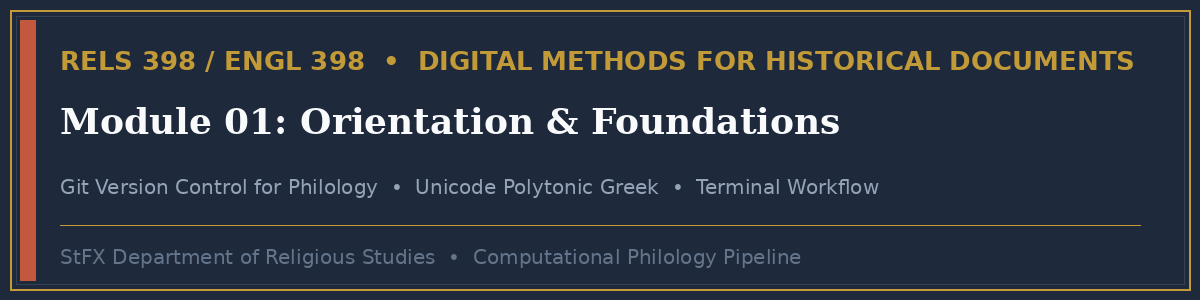 RELS 398 / ENGL 398 • DIGITAL METHODS FOR HISTORICAL DOCUMENTS
Module 01: Orientation & Foundations
Git Version Control for Philology • Unicode Polytonic Greek • Terminal Workflow
StFX Department of Religious Studies • Computational Philology Pipeline